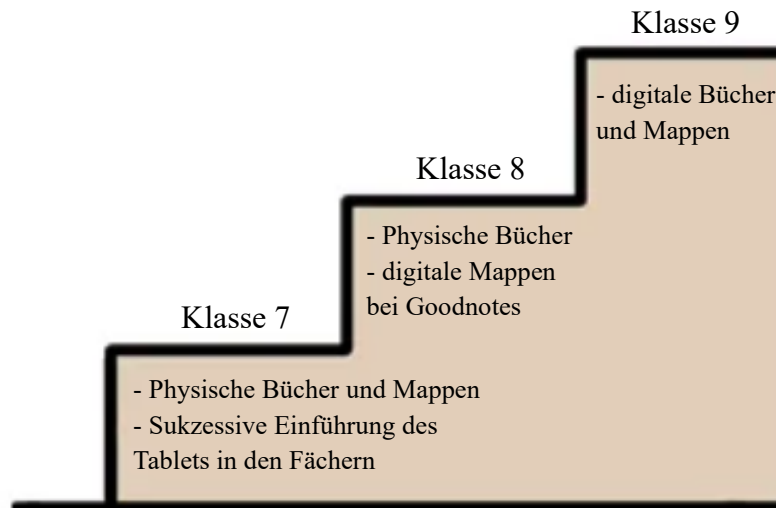 Klasse 9
- digitale Bücher
und Mappen
Klasse 8
- Physische Bücher
- digitale Mappen
bei Goodnotes
Klasse 7
- Physische Bücher und Mappen
- Sukzessive Einführung des
Tablets in den Fächern